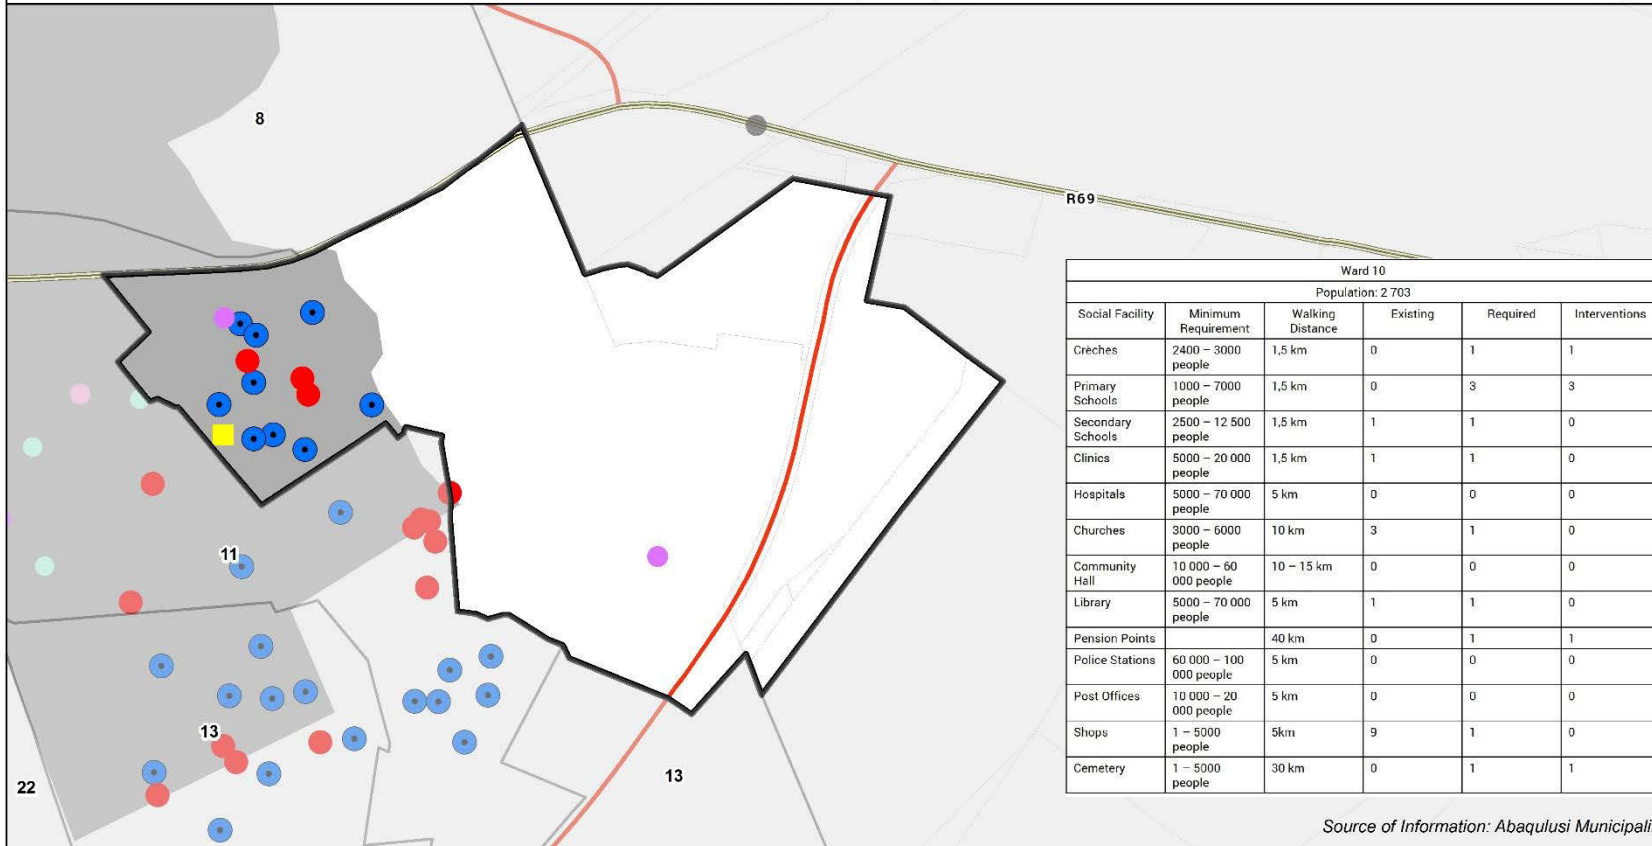 8
R69
11
13
13
22
Ward 10
Population: 2 703
Social Facility Minimum Requirement Walking Distance Existing Required Interventions
Crèches 2400 – 3000 people 1,5 km 0 1 1
Primary Schools 1000 – 7000 people 1,5 km 0 3 3
Secondary Schools 2500 – 12 500 people 1,5 km 1 1 0
Clinics 5000 – 20 000 people 1,5 km 1 1 0
Hospitals 5000 – 70 000 people 5 km 0 0 0
Churches 3000 – 6000 people 10 km 3 1 0
Community Hall 10 000 – 60 000 people 10 – 15 km 0 0 0
Library 5000 – 70 000 people 5 km 1 1 0
Pension Points 40 km 0 1 1
Police Stations 60 000 – 100 000 people 5 km 0 0 0
Post Offices 10 000 – 20 000 people 5 km 0 0 0
Shops 1 – 5000 people 5km 9 1 0
Cemetery 1 – 5000 people 30 km 0 1 1
Source of Information: Abaqulusi Municipali